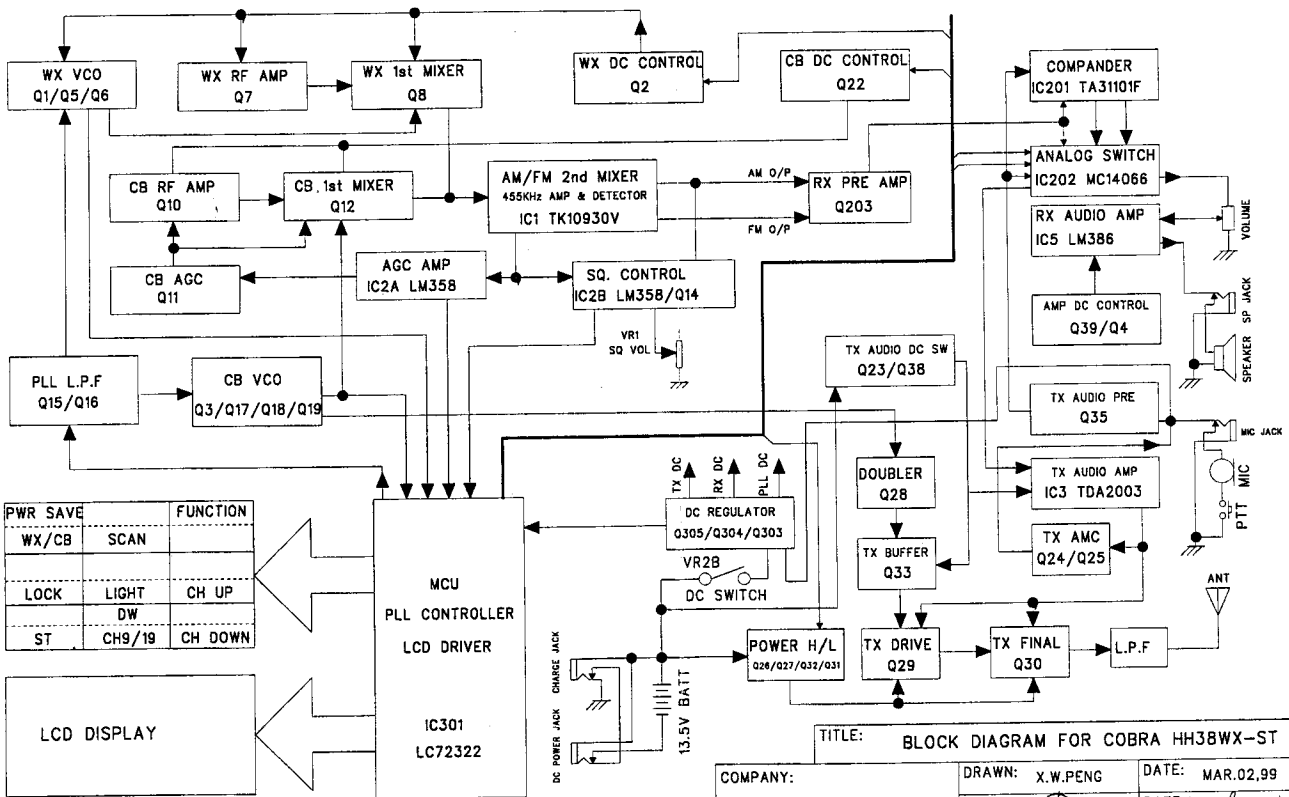 WX VCO
Q1/Q5/Q6
WX RF AMP
Q7
WX 1st MIXER
Q8
WX DC CONTROL
Q2
CB DC CONTROL
Q22
COMPANDER
IC201 TA31101F
CB RF AMP
Q10
CB 1st MIXER
Q12
AM/FM 2nd MIXER
455KHz AMP & DETECTOR
IC1 TK10930V
AM O/P
FM O/P
RX PRE AMP
Q203
ANALOG SWITCH
IC202 MC14066
RX AUDIO AMP
IC5 LM386
VOLUME
CB AGC
Q11
AGC AMP
IC2A LM358
SQ. CONTROL
IC2B LM358/Q14
AMP DC CONTROL
Q39/Q4
SP JACK
SPEAKER
VR1
SQ VOL
TX AUDIO DC SW
Q23/Q38
PLL L.P.F
Q15/Q16
CB VCO
Q3/Q17/Q18/Q19
TX AUDIO PRE
Q35
MIC JACK
MIC
PTT
DOUBLER
Q28
TX AUDIO AMP
IC3 TDA2003
TX DC
RX DC
PLL DC
DC REGULATOR
Q305/Q304/Q303
TX BUFFER
Q33
TX AMC
Q24/Q25
VR2B
DC SWITCH
ANT
PWR SAVE FUNCTION
WX/CB SCAN
LOCK LIGHT CH UP
DW
ST CH9/19 CH DOWN
MCU
PLL CONTROLLER
LCD DRIVER
IC301
LC72322
LCD DISPLAY
CHARGE JACK
DC POWER JACK
13.5V BATT
POWER H/L
Q26/Q27/Q32/Q31
TX DRIVE
Q29
TX FINAL
Q30
L.P.F
TITLE: BLOCK DIAGRAM FOR COBRA HH38WX-ST
COMPANY:
DRAWN: X.W.PENG
DATE: MAR.02,99